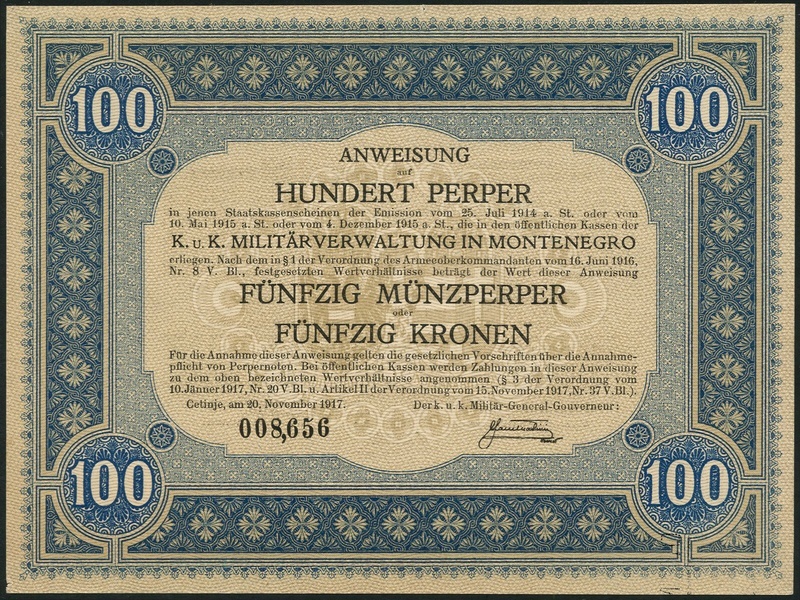 100 100
ANWEISUNG
auf
HUNDERT PERPER
in jenen Staatskassenscheinen der Emission vom 25. Juli 1914 a. St. oder vom
10. Mai 1915 a. St. oder vom 4. Dezember 1915 a. St., die in den öffentlichen Kassen der
K. u. K. MILITÄRVERWALTUNG IN MONTENEGRO
erliegen. Nach dem in § 1 der Verordnung des Armeeoberkommandanten vom 16. Juni 1916,
Nr. 8 V. Bl., festgesetzten Wertverhältnisse beträgt der Wert dieser Anweisung
FÜNFZIG MÜNZPERPER
oder
FÜNFZIG KRONEN
Für die Annahme dieser Anweisung gelten die gesetzlichen Vorschriften über die Annahme-
pflicht von Perpernoten. Bei öffentlichen Kassen werden Zahlungen in dieser Anweisung
zu dem oben bezeichneten Wertverhältnisse angenommen (§ 3 der Verordnung vom
10. Jänner 1917, Nr. 20 V. Bl. u. Artikel II der Verordnung vom 15. November 1917, Nr. 37 V. Bl.).
Cetinje, am 20. November 1917. Der k. u. k. Militär-General-Gouverneur:
008,656
100 100